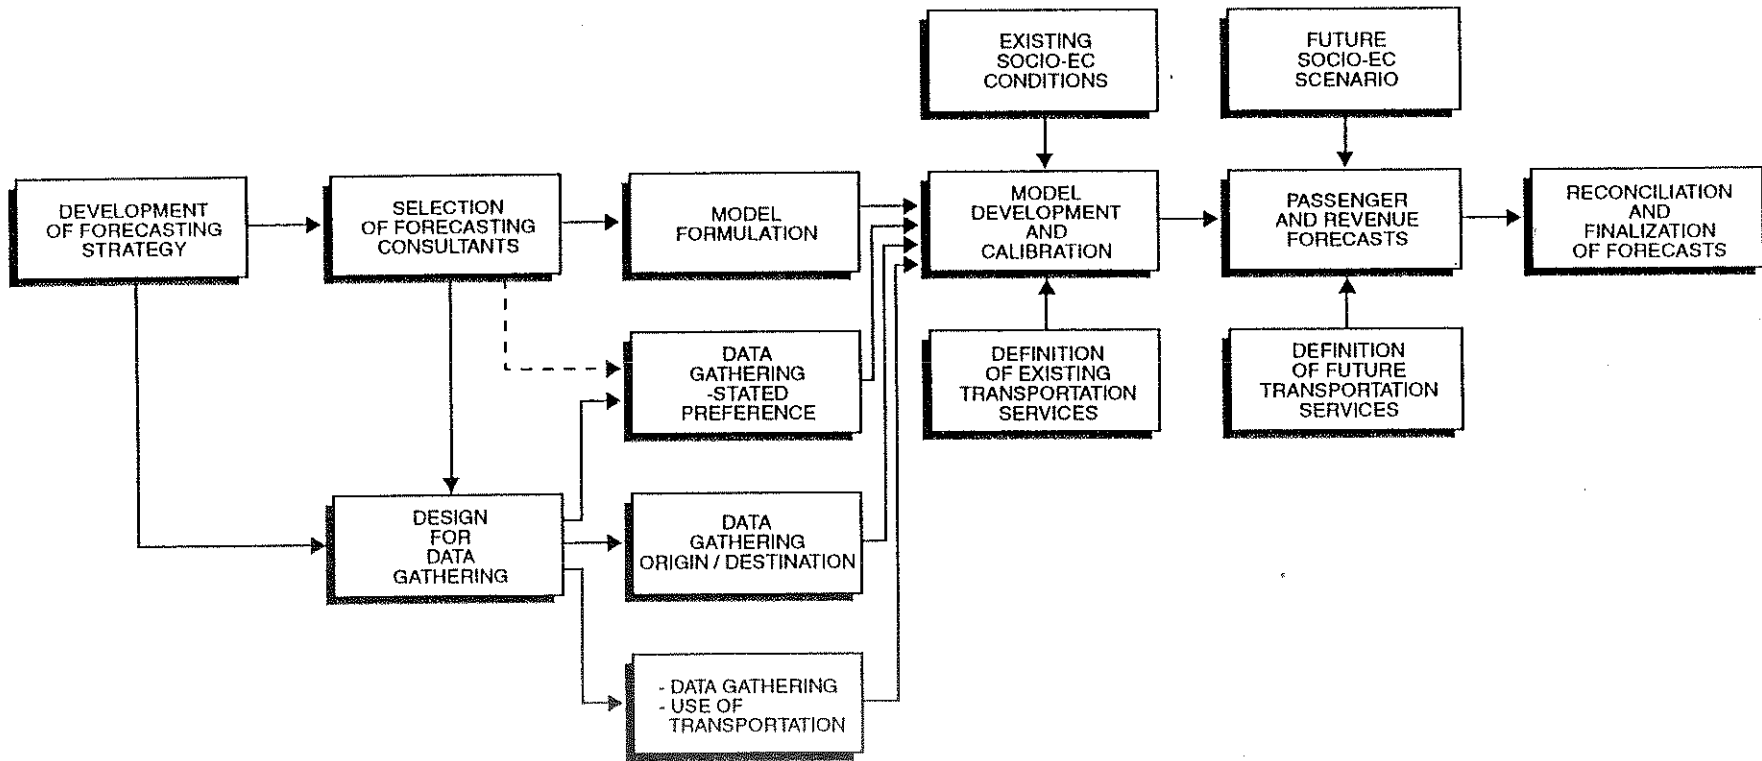 EXISTING
SOCIO-EC
CONDITIONS
FUTURE
SOCIO-EC
SCENARIO
DEVELOPMENT
OF FORECASTING
STRATEGY
SELECTION
OF FORECASTING
CONSULTANTS
MODEL
FORMULATION
MODEL
DEVELOPMENT
AND
CALIBRATION
PASSENGER
AND REVENUE
FORECASTS
RECONCILIATION
AND
FINALIZATION
OF FORECASTS
DATA
GATHERING
-STATED
PREFERENCE
DEFINITION
OF EXISTING
TRANSPORTATION
SERVICES
DEFINITION
OF FUTURE
TRANSPORTATION
SERVICES
DESIGN
FOR
DATA
GATHERING
DATA
GATHERING
ORIGIN / DESTINATION
- DATA GATHERING
- USE OF
TRANSPORTATION